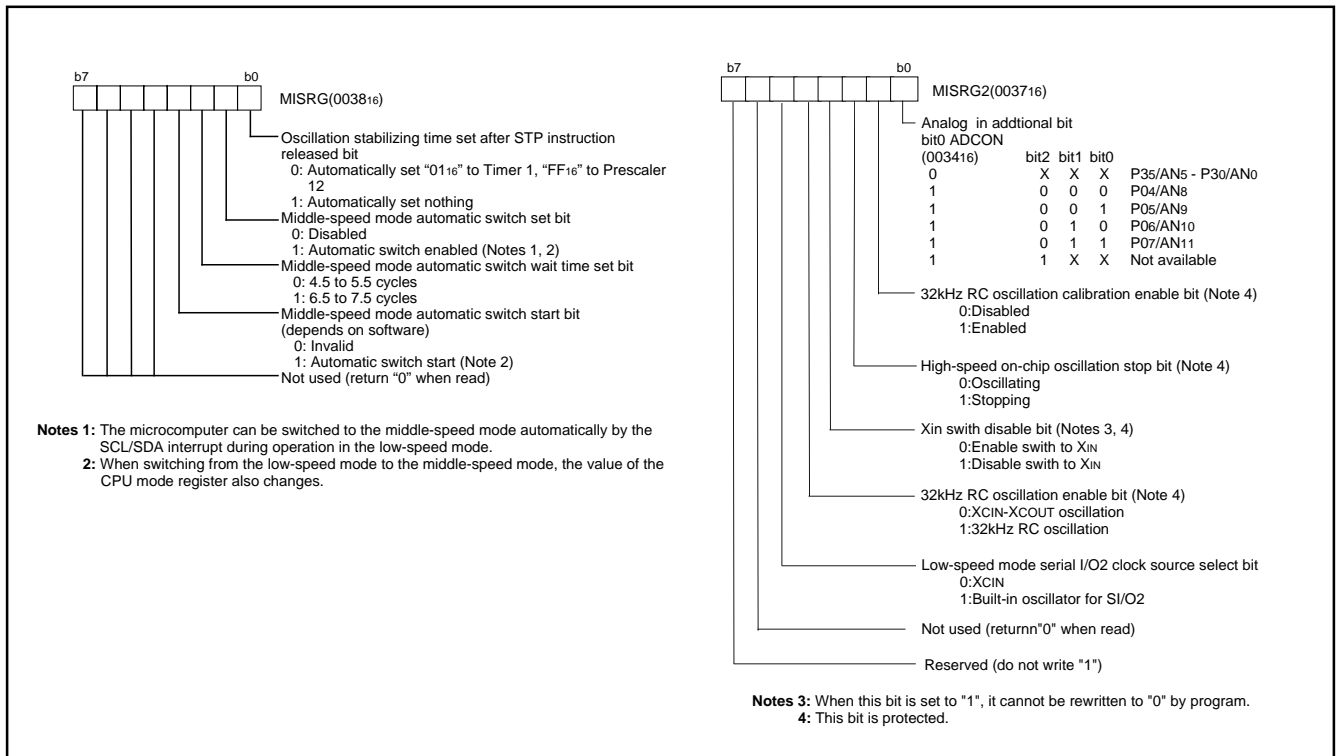 b7 b0
MISRG(003816)
Oscillation stabilizing time set after STP instruction
released bit
0: Automatically set “0116” to Timer 1, “FF16” to Prescaler
12
1: Automatically set nothing
Middle-speed mode automatic switch set bit
0: Disabled
1: Automatic switch enabled (Notes 1, 2)
Middle-speed mode automatic switch wait time set bit
0: 4.5 to 5.5 cycles
1: 6.5 to 7.5 cycles
Middle-speed mode automatic switch start bit
(depends on software)
0: Invalid
1: Automatic switch start (Note 2)
Not used (return “0” when read)
Notes 1: The microcomputer can be switched to the middle-speed mode automatically by the
SCL/SDA interrupt during operation in the low-speed mode.
2: When switching from the low-speed mode to the middle-speed mode, the value of the
CPU mode register also changes.
b7 b0
MISRG2(003716)
Analog in addtional bit
bit0 ADCON
(003416) bit2 bit1 bit0
0 X X X P35/AN5 - P30/AN0
1 0 0 0 P04/AN8
1 0 0 1 P05/AN9
1 0 1 0 P06/AN10
1 0 1 1 P07/AN11
1 1 X X Not available
32kHz RC oscillation calibration enable bit (Note 4)
0:Disabled
1:Enabled
High-speed on-chip oscillation stop bit (Note 4)
0:Oscillating
1:Stopping
Xin swith disable bit (Notes 3, 4)
0:Enable swith to XIN
1:Disable swith to XIN
32kHz RC oscillation enable bit (Note 4)
0:XCIN-XCOUT oscillation
1:32kHz RC oscillation
Low-speed mode serial I/O2 clock source select bit
0:XCIN
1:Built-in oscillator for SI/O2
Not used (returnn"0" when read)
Reserved (do not write "1")
Notes 3: When this bit is set to "1", it cannot be rewritten to "0" by program.
4: This bit is protected.